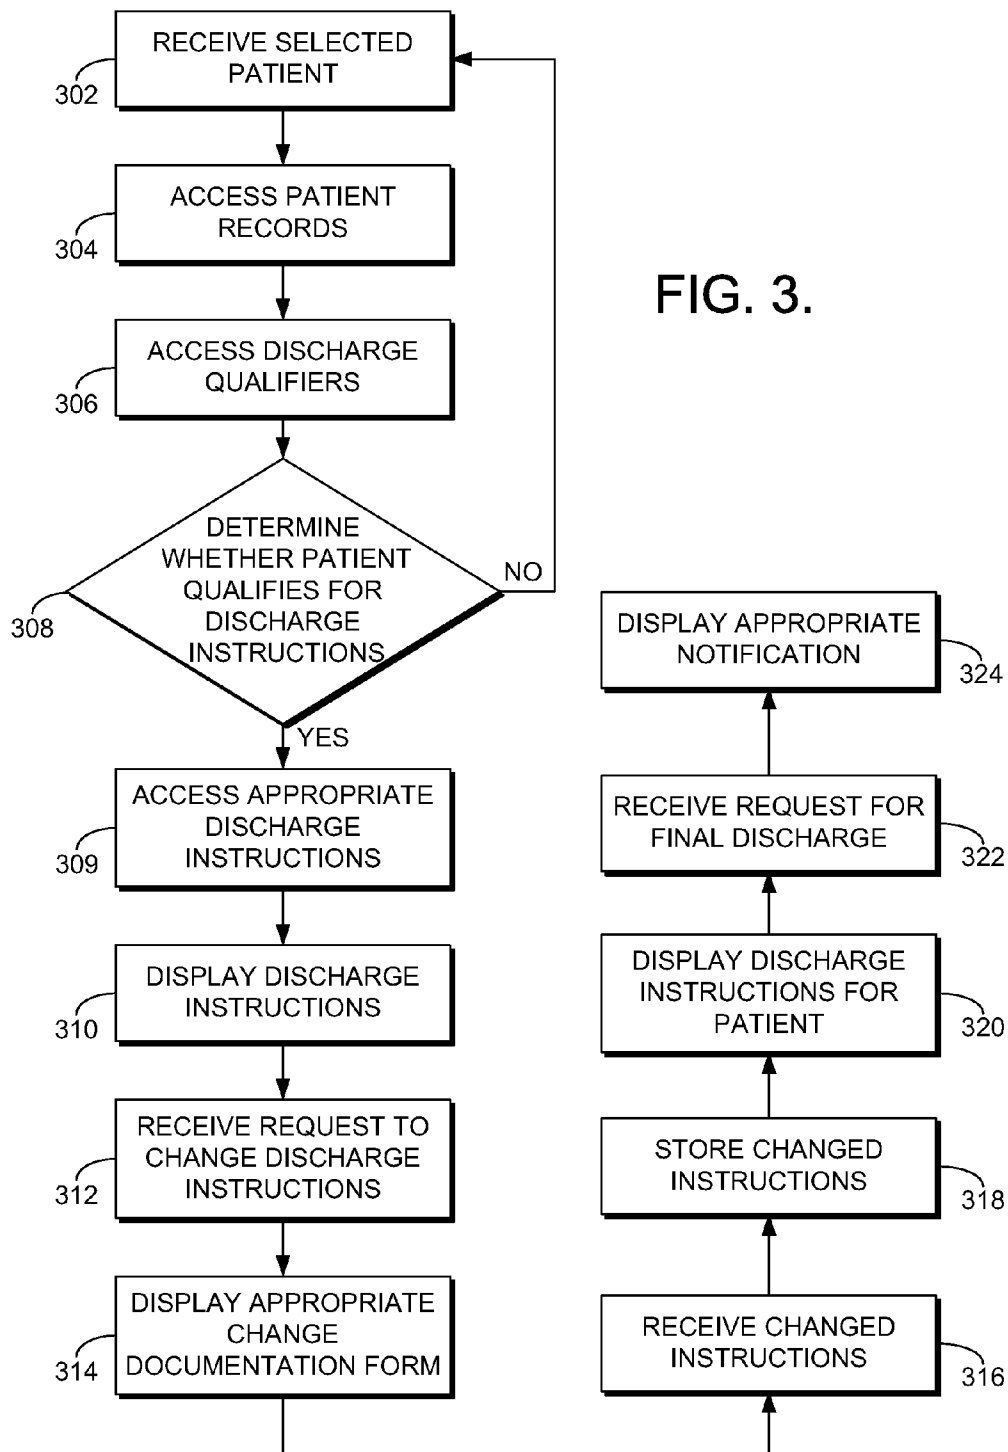 RECEIVE SELECTED
PATIENT
302
ACCESS PATIENT
RECORDS
304
FIG. 3.
ACCESS DISCHARGE
QUALIFIERS
306
DETERMINE
WHETHER PATIENT
QUALIFIES FOR
DISCHARGE
INSTRUCTIONS
308
NO
YES
ACCESS APPROPRIATE
DISCHARGE
INSTRUCTIONS
309
DISPLAY DISCHARGE
INSTRUCTIONS
310
RECEIVE REQUEST TO
CHANGE DISCHARGE
INSTRUCTIONS
312
DISPLAY APPROPRIATE
CHANGE
DOCUMENTATION FORM
314
DISPLAY APPROPRIATE
NOTIFICATION
324
RECEIVE REQUEST FOR
FINAL DISCHARGE
322
DISPLAY DISCHARGE
INSTRUCTIONS FOR
PATIENT
320
STORE CHANGED
INSTRUCTIONS
318
RECEIVE CHANGED
INSTRUCTIONS
316